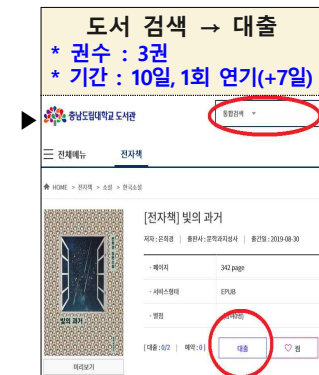 도서 검색 → 대출
* 권수 : 3권
* 기간 : 10일, 1회 연기(+7일)
▶ 충남도립대학교 도서관
통합검색
전체메뉴 전자책
HOME > 전자책 > 소설 > 한국소설
[전자책] 빛의 과거
저자 : 은희경 | 출판사 : 문학과지성사 | 출간일 : 2019-08-30
· 페이지 342 page
· 서비스형태 EPUB
· 평점
[대출 : 0/2 | 예약 : 0]
대출
♡ 찜
빛의 과거
미리보기